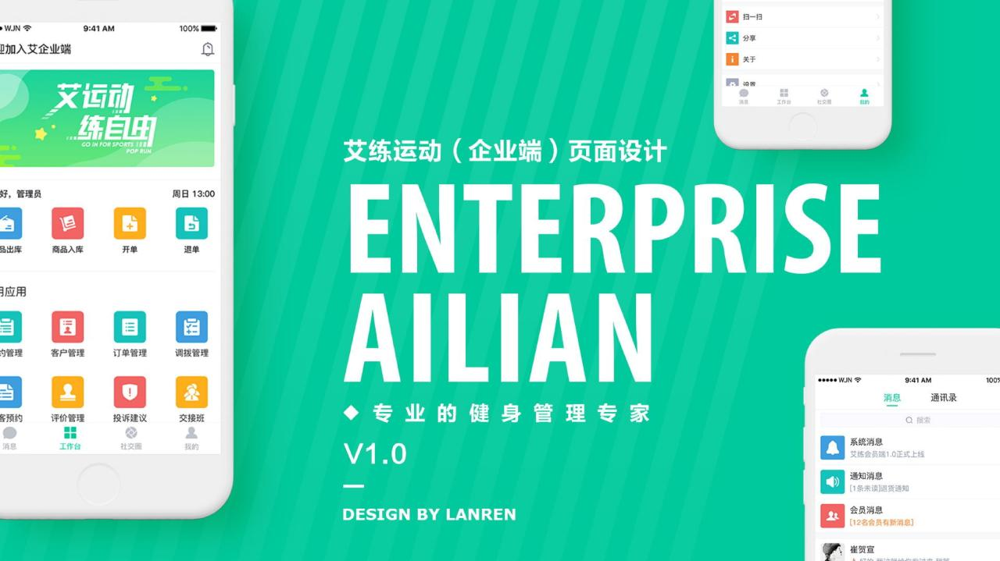 WJN 9:41 AM 100%
加入艾企业端
艾运动
练自由
GO IN FOR SPORTS
POP RUN
好，管理员 周日 13:00
品出库 商品入库 开单 退单
用应用
约管理 客户管理 订单管理 调拨管理
客预约 评价管理 投诉建议 交接班
消息 工作台 社交圈 我的
扫一扫
分享
关于
设置
消息 工作台 社交圈 我的
艾练运动（企业端）页面设计
ENTERPRISE
AILIAN
专业的健身管理专家
V1.0
DESIGN BY LANREN
WJN 9:41 AM 100%
消息 通讯录
搜索
系统消息
艾练会员端1.0正式上线
通知消息
[1条未读]退货通知
会员消息
[12名会员有新消息]
崔贺宣